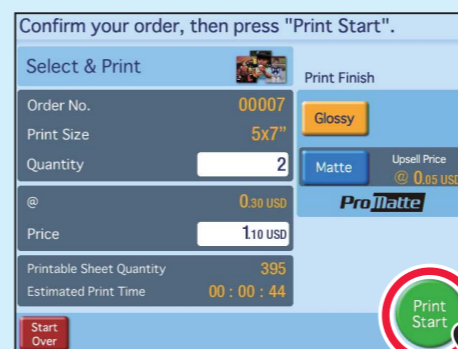 Confirm your order, then press "Print Start".
Select & Print
Print Finish
Order No. 00007
Print Size 5x7”
Quantity 2
Glossy
Matte
Upsell Price
@ 0.05 USD
ProMatte
@ 0.30 USD
Price 1.10 USD
Printable Sheet Quantity 395
Estimated Print Time 00 : 00 : 44
Print
Start
Start
Over